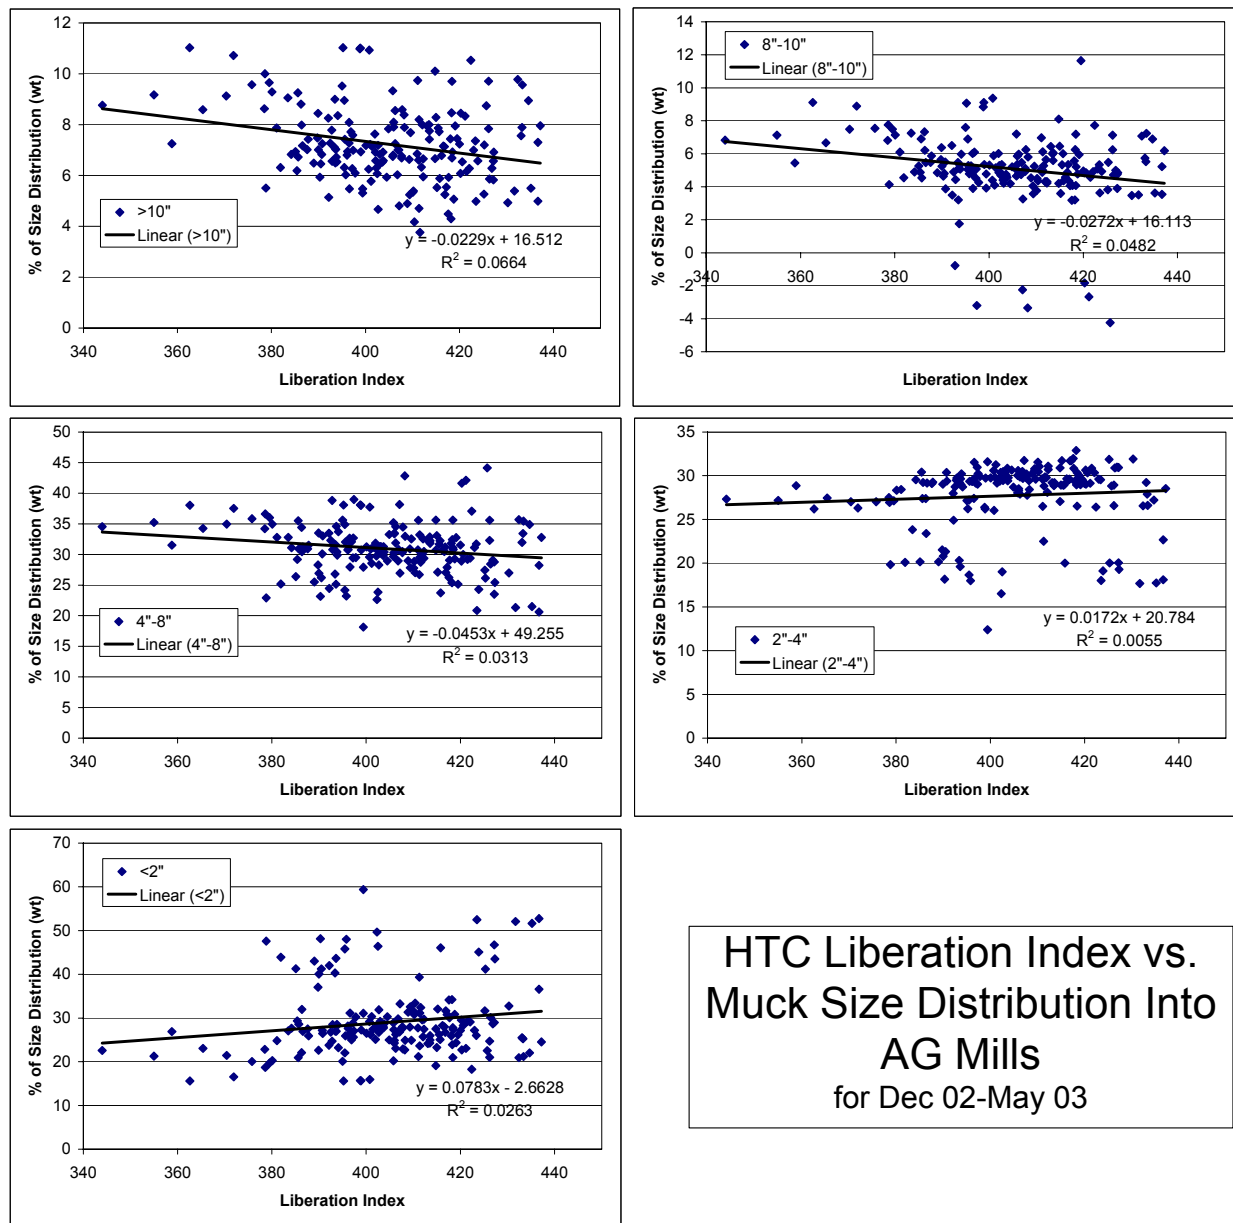 12
10
8
6
4
2
0
% of Size Distribution (wt)
>10"
Linear (>10")
y = -0.0229x + 16.512
R2 = 0.0664
340 360 380 400 420 440
Liberation Index
14
12
10
8
6
4
2
0
-2
-4
-6
% of Size Distribution (wt)
8"-10"
Linear (8"-10")
y = -0.0272x + 16.113
R2 = 0.0482
340 360 380 400 420 440
Liberation Index
50
45
40
35
30
25
20
15
10
5
0
% of Size Distribution (wt)
4"-8"
Linear (4"-8")
y = -0.0453x + 49.255
R2 = 0.0313
340 360 380 400 420 440
Liberation Index
35
30
25
20
15
10
5
0
% of Size Distribution (wt)
2"-4"
Linear (2"-4")
y = 0.0172x + 20.784
R2 = 0.0055
340 360 380 400 420 440
Liberation Index
70
60
50
40
30
20
10
0
% of Size Distribution (wt)
<2"
Linear (<2")
y = 0.0783x - 2.6628
R2 = 0.0263
340 360 380 400 420 440
Liberation Index
HTC Liberation Index vs.
Muck Size Distribution Into
AG Mills
for Dec 02-May 03